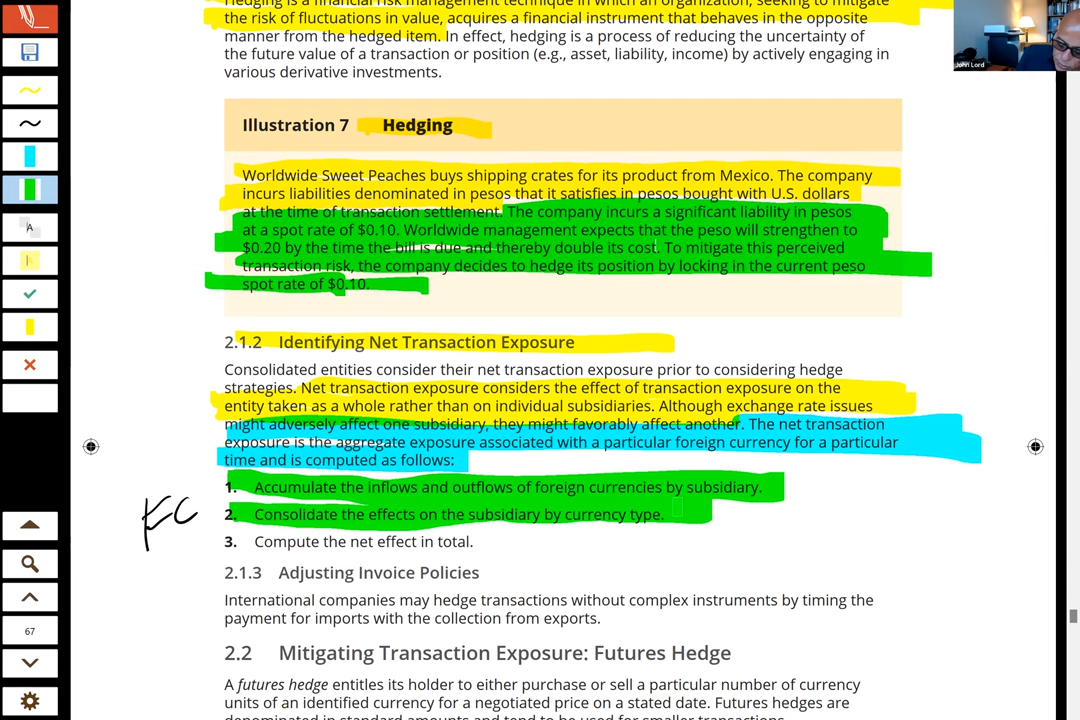 Hedging is a financial risk management technique in which an organization, seeking to mitigate
the risk of fluctuations in value, acquires a financial instrument that behaves in the opposite
manner from the hedged item. In effect, hedging is a process of reducing the uncertainty of
the future value of a transaction or position (e.g., asset, liability, income) by actively engaging in
various derivative investments.
John Lord
Illustration 7 Hedging
Worldwide Sweet Peaches buys shipping crates for its product from Mexico. The company
incurs liabilities denominated in pesos that it satisfies in pesos bought with U.S. dollars
at the time of transaction settlement. The company incurs a significant liability in pesos
at a spot rate of $0.10. Worldwide management expects that the peso will strengthen to
$0.20 by the time the bill is due and thereby double its cost. To mitigate this perceived
transaction risk, the company decides to hedge its position by locking in the current peso
spot rate of $0.10.
2.1.2 Identifying Net Transaction Exposure
Consolidated entities consider their net transaction exposure prior to considering hedge
strategies. Net transaction exposure considers the effect of transaction exposure on the
entity taken as a whole rather than on individual subsidiaries. Although exchange rate issues
might adversely affect one subsidiary, they might favorably affect another. The net transaction
exposure is the aggregate exposure associated with a particular foreign currency for a particular
time and is computed as follows:
1. Accumulate the inflows and outflows of foreign currencies by subsidiary.
FC
2. Consolidate the effects on the subsidiary by currency type.
3. Compute the net effect in total.
2.1.3 Adjusting Invoice Policies
International companies may hedge transactions without complex instruments by timing the
payment for imports with the collection from exports.
2.2 Mitigating Transaction Exposure: Futures Hedge
A futures hedge entitles its holder to either purchase or sell a particular number of currency
units of an identified currency for a negotiated price on a stated date. Futures hedges are
denominated in standard amounts and tend to be used for smaller transactions.
A
67